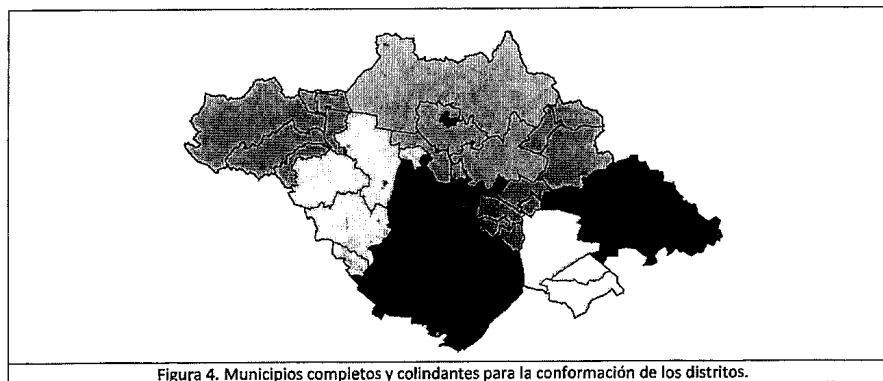 Figura 4. Municipios completos y colindantes para la conformación de los distritos.